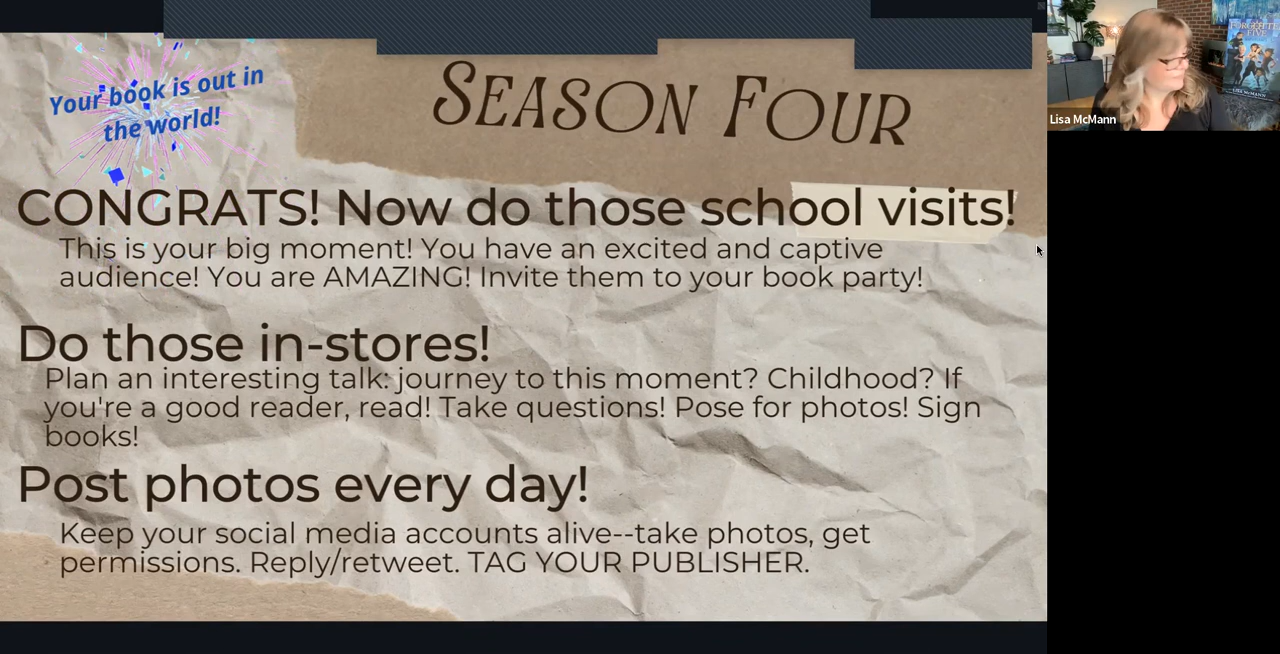 Your book is out in
the world!
SEASON FOUR
CONGRATS! Now do those school visits!
This is your big moment! You have an excited and captive
audience! You are AMAZING! Invite them to your book party!
Do those in-stores!
Plan an interesting talk: journey to this moment? Childhood? If
you're a good reader, read! Take questions! Pose for photos! Sign
books!
Post photos every day!
Keep your social media accounts alive--take photos, get
permissions. Reply/retweet. TAG YOUR PUBLISHER.
FORGOTTEN
FIVE
LISA McMANN
Lisa McMann